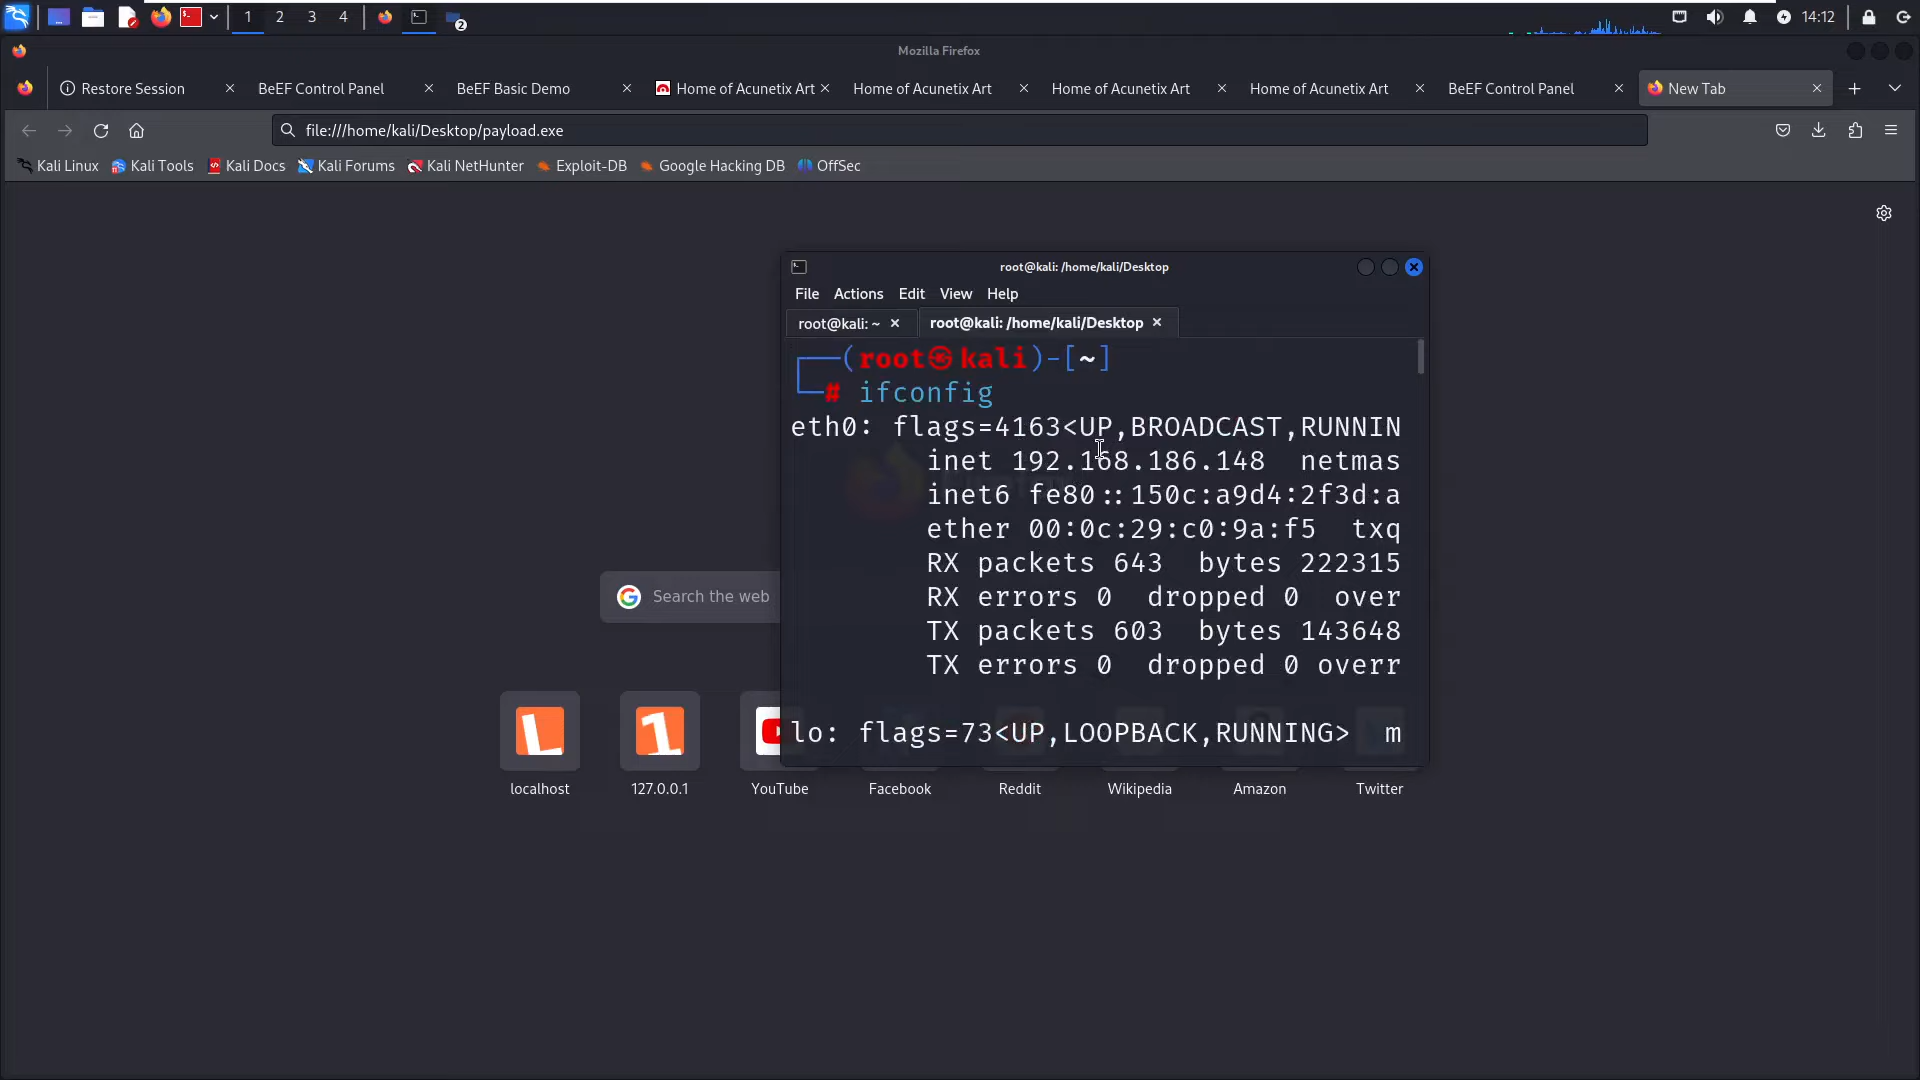 1 2 3 4 2 14:12
Mozilla Firefox
Restore Session BeEF Control Panel BeEF Basic Demo Home of Acunetix Art Home of Acunetix Art Home of Acunetix Art Home of Acunetix Art BeEF Control Panel New Tab
file:///home/kali/Desktop/payload.exe
Kali Linux Kali Tools Kali Docs Kali Forums Kali NetHunter Exploit-DB Google Hacking DB OffSec
root@kali: /home/kali/Desktop
File Actions Edit View Help
root@kali: ~ root@kali: /home/kali/Desktop
(root㉿kali)-[~]
# ifconfig
eth0: flags=4163<UP,BROADCAST,RUNNIN
inet 192.168.186.148 netmas
inet6 fe80::150c:a9d4:2f3d:a
ether 00:0c:29:c0:9a:f5 txq
RX packets 643 bytes 222315
RX errors 0 dropped 0 over
TX packets 603 bytes 143648
TX errors 0 dropped 0 overr
lo: flags=73<UP,LOOPBACK,RUNNING> m
Search the web
localhost 127.0.0.1 YouTube Facebook Reddit Wikipedia Amazon Twitter